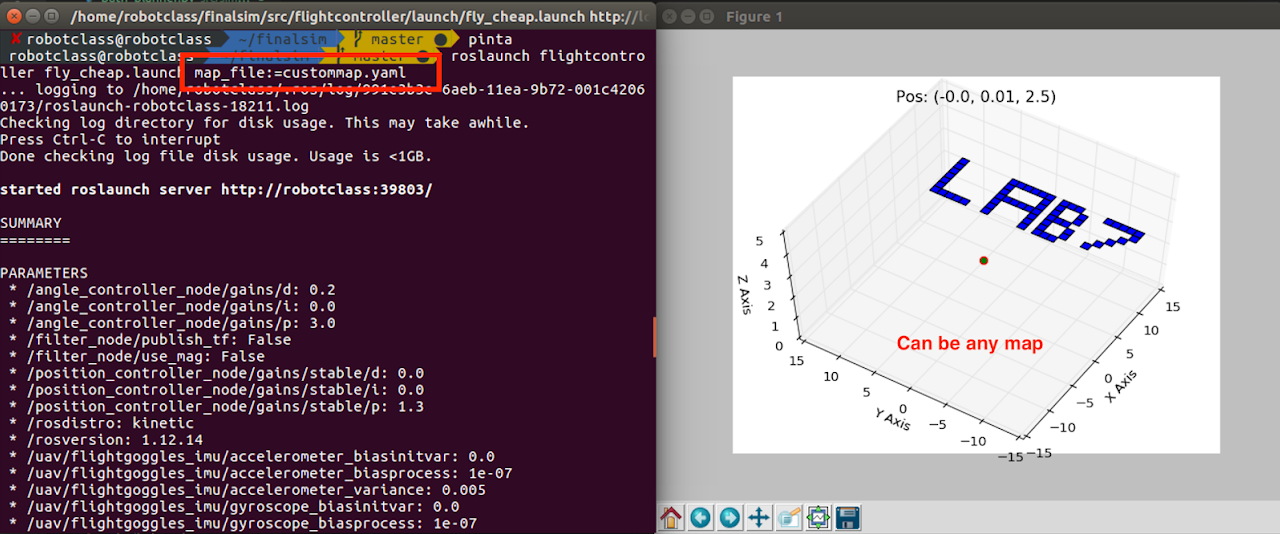 /home/robotclass/finalsim/src/flightcontroller/launch/fly_cheap.launch http://l
✘ robotclass@robotclass ~/finalsim master ● pinta
robotclass@robotclass ~/finalsim master ● roslaunch flightcontro
ller fly_cheap.launch map_file:=custommap.yaml
... logging to /home/robotclass/.ros/log/991e3b3e-6aeb-11ea-9b72-001c4206
0173/roslaunch-robotclass-18211.log
Checking log directory for disk usage. This may take awhile.
Press Ctrl-C to interrupt
Done checking log file disk usage. Usage is <1GB.
started roslaunch server http://robotclass:39803/
SUMMARY
========
PARAMETERS
* /angle_controller_node/gains/d: 0.2
* /angle_controller_node/gains/i: 0.0
* /angle_controller_node/gains/p: 3.0
* /filter_node/publish_tf: False
* /filter_node/use_mag: False
* /position_controller_node/gains/stable/d: 0.0
* /position_controller_node/gains/stable/i: 0.0
* /position_controller_node/gains/stable/p: 1.3
* /rosdistro: kinetic
* /rosversion: 1.12.14
* /uav/flightgoggles_imu/accelerometer_biasinitvar: 0.0
* /uav/flightgoggles_imu/accelerometer_biasprocess: 1e-07
* /uav/flightgoggles_imu/accelerometer_variance: 0.005
* /uav/flightgoggles_imu/gyroscope_biasinitvar: 0.0
* /uav/flightgoggles_imu/gyroscope_biasprocess: 1e-07
Figure 1
Pos: (-0.0, 0.01, 2.5)
LAB 7
Z Axis
5
4
3
2
1
0
Can be any map
15
10
5
0
−5
−10
−15
Y Axis
15
10
5
0
−5
−10
−15
X Axis